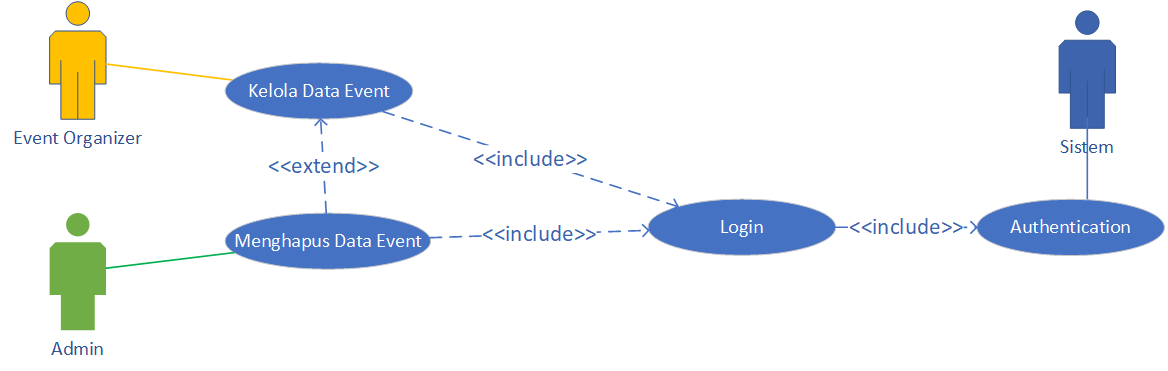 Event Organizer
Kelola Data Event
<<extend>>
<<include>>
Sistem
Admin
Menghapus Data Event
<<include>>
Login
<<include>>
Authentication